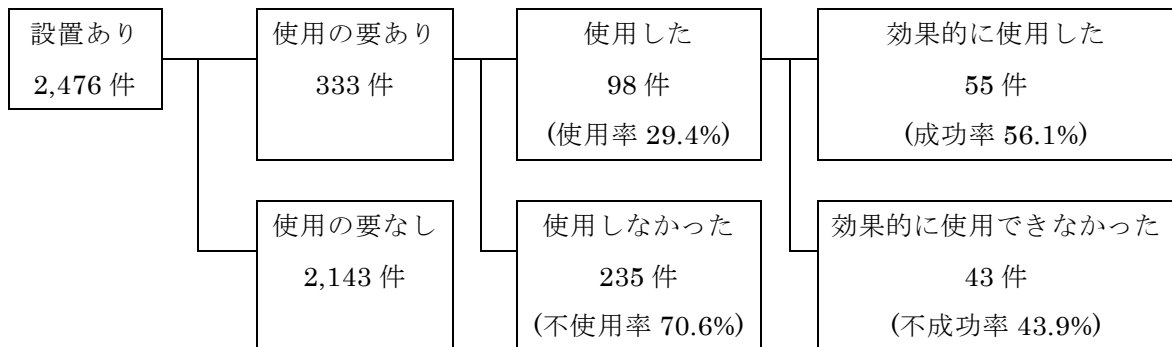 設置あり
2,476 件
使用の要あり
333 件
使用した
98 件
(使用率 29.4%)
効果的に使用した
55 件
(成功率 56.1%)
使用の要なし
2,143 件
使用しなかった
235 件
(不使用率 70.6%)
効果的に使用できなかった
43 件
(不成功率 43.9%)